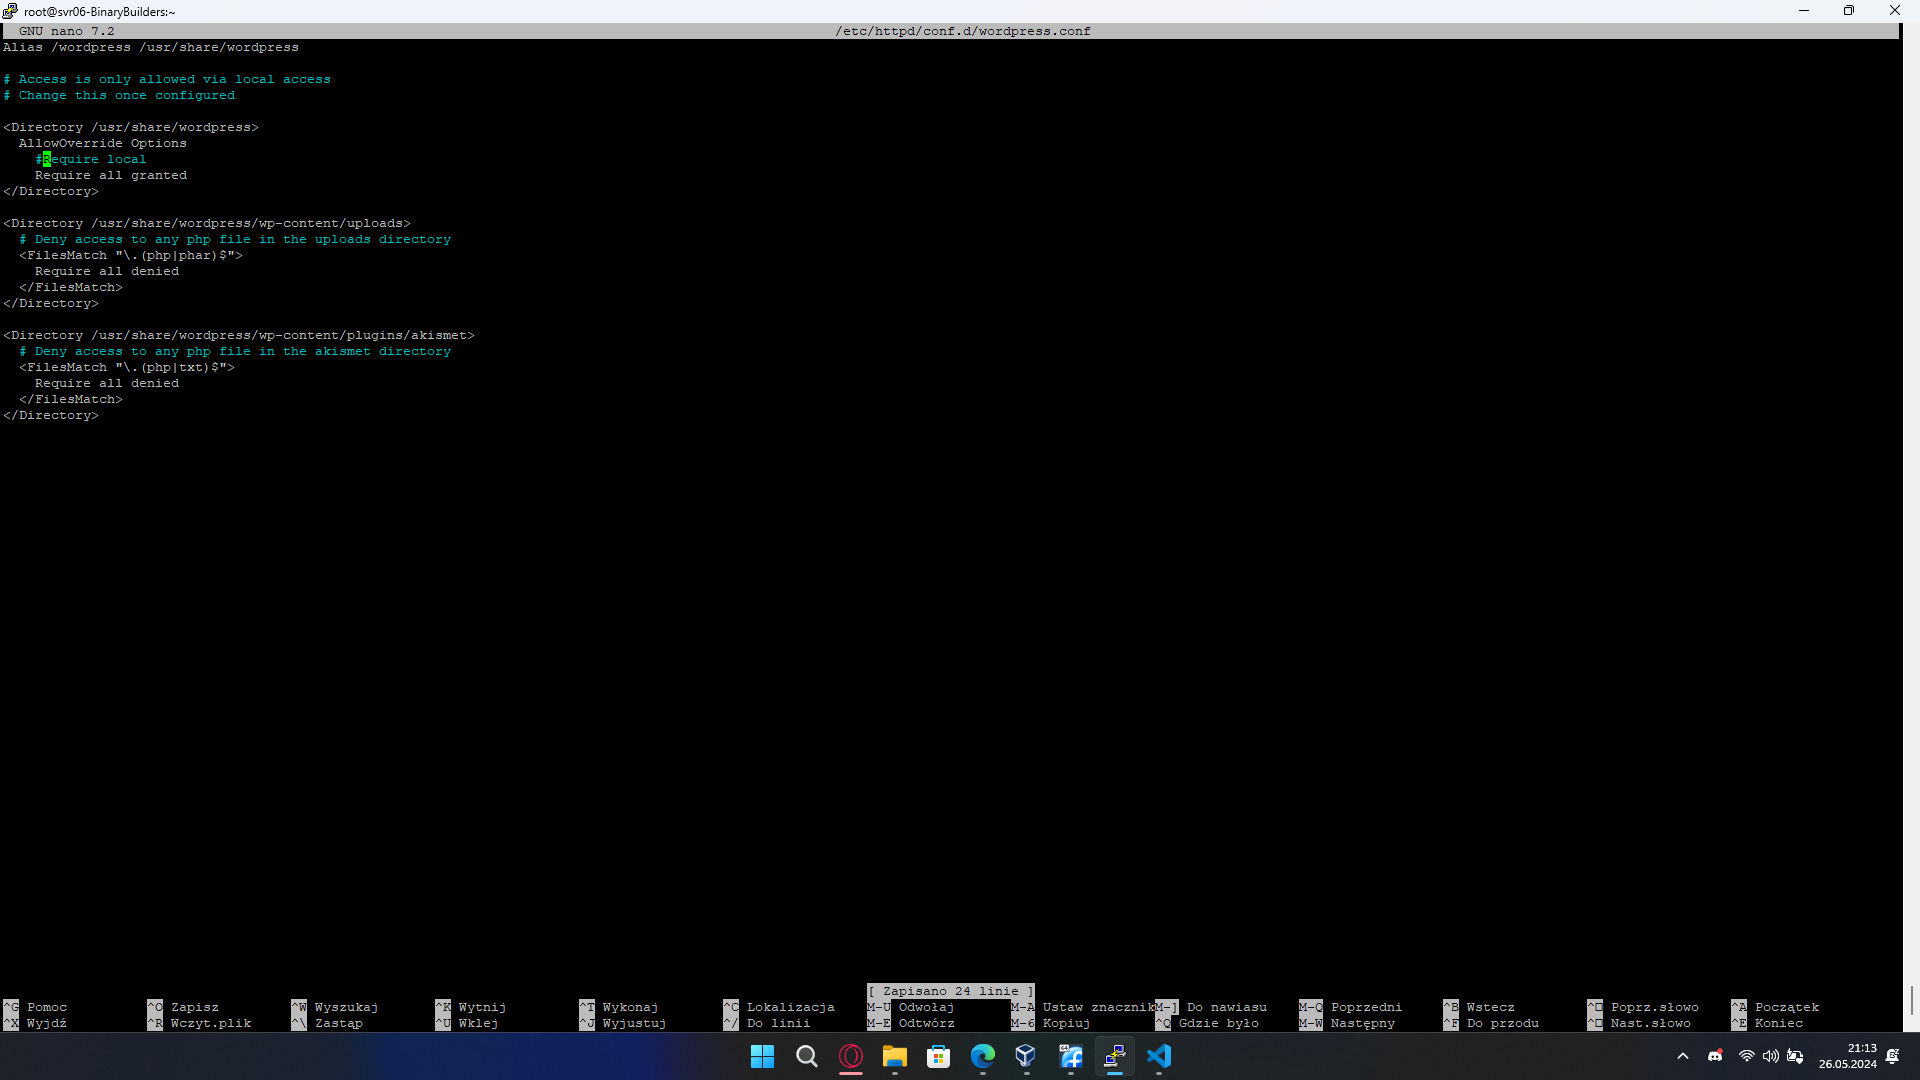 root@svr06-BinaryBuilders:~
GNU nano 7.2 /etc/httpd/conf.d/wordpress.conf
Alias /wordpress /usr/share/wordpress
# Access is only allowed via local access
# Change this once configured
<Directory /usr/share/wordpress>
AllowOverride Options
#Require local
Require all granted
</Directory>
<Directory /usr/share/wordpress/wp-content/uploads>
# Deny access to any php file in the uploads directory
<FilesMatch "\.(php|phar)$">
Require all denied
</FilesMatch>
</Directory>
<Directory /usr/share/wordpress/wp-content/plugins/akismet>
# Deny access to any php file in the akismet directory
<FilesMatch "\.(php|txt)$">
Require all denied
</FilesMatch>
</Directory>
[ Zapisano 24 linie ]
^G Pomoc ^O Zapisz ^W Wyszukaj ^K Wytnij ^T Wykonaj ^C Lokalizacja M-U Odwołaj M-A Ustaw znacznik M-] Do nawiasu M-Q Poprzedni ^B Wstecz ^□ Poprz.słowo ^A Początek
^X Wyjdź ^R Wczyt.plik ^\ Zastąp ^U Wklej ^J Wyjustuj ^/ Do linii M-E Odtwórz M-6 Kopiuj ^Q Gdzie było M-W Następny ^F Do przodu ^□ Nast.słowo ^E Koniec
21:13
26.05.2024